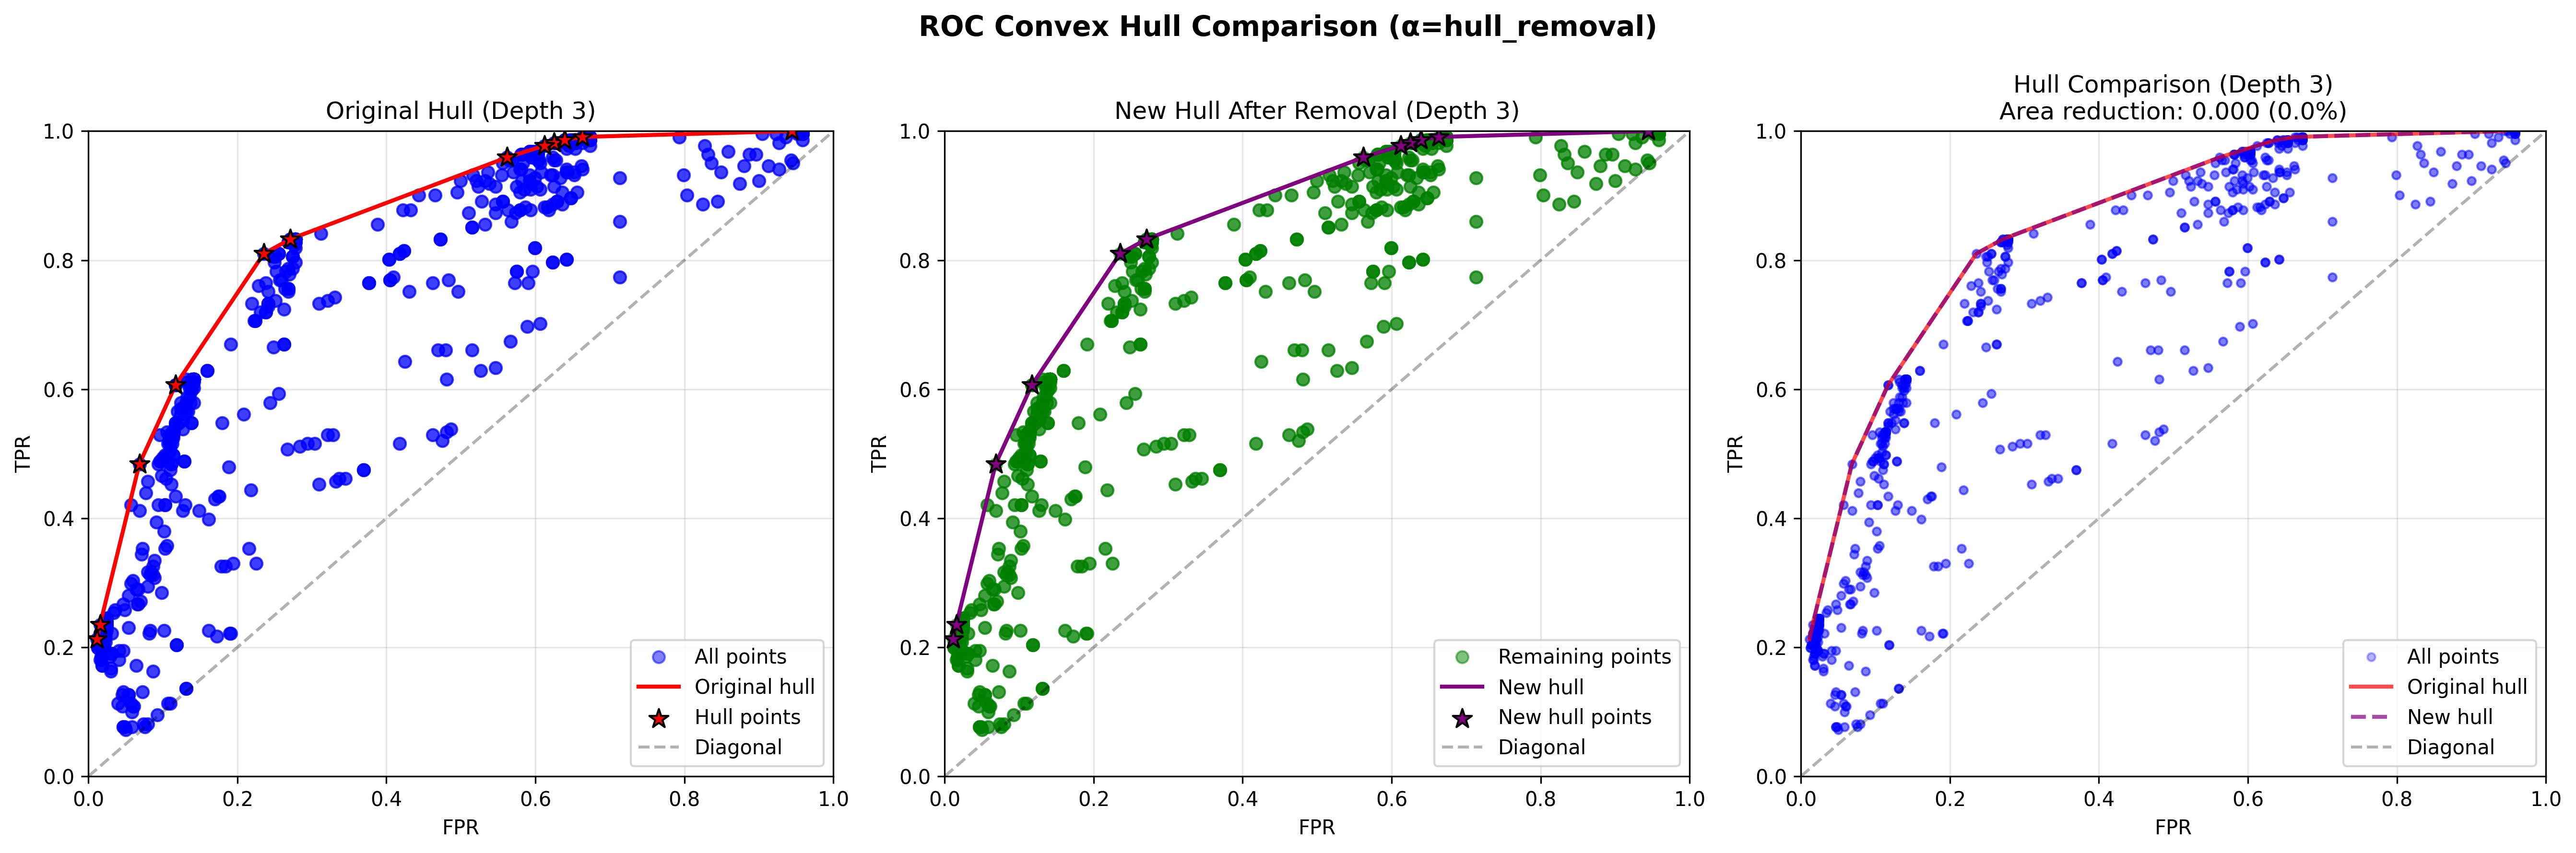 ROC Convex Hull Comparison (α=hull_removal)
Original Hull (Depth 3)
TPR
1.0
0.8
0.6
0.4
0.2
0.0
0.0 0.2 0.4 0.6 0.8 1.0
FPR
All points
Original hull
Hull points
Diagonal
New Hull After Removal (Depth 3)
TPR
1.0
0.8
0.6
0.4
0.2
0.0
0.0 0.2 0.4 0.6 0.8 1.0
FPR
Remaining points
New hull
New hull points
Diagonal
Hull Comparison (Depth 3)
Area reduction: 0.000 (0.0%)
TPR
1.0
0.8
0.6
0.4
0.2
0.0
0.0 0.2 0.4 0.6 0.8 1.0
FPR
All points
Original hull
New hull
Diagonal